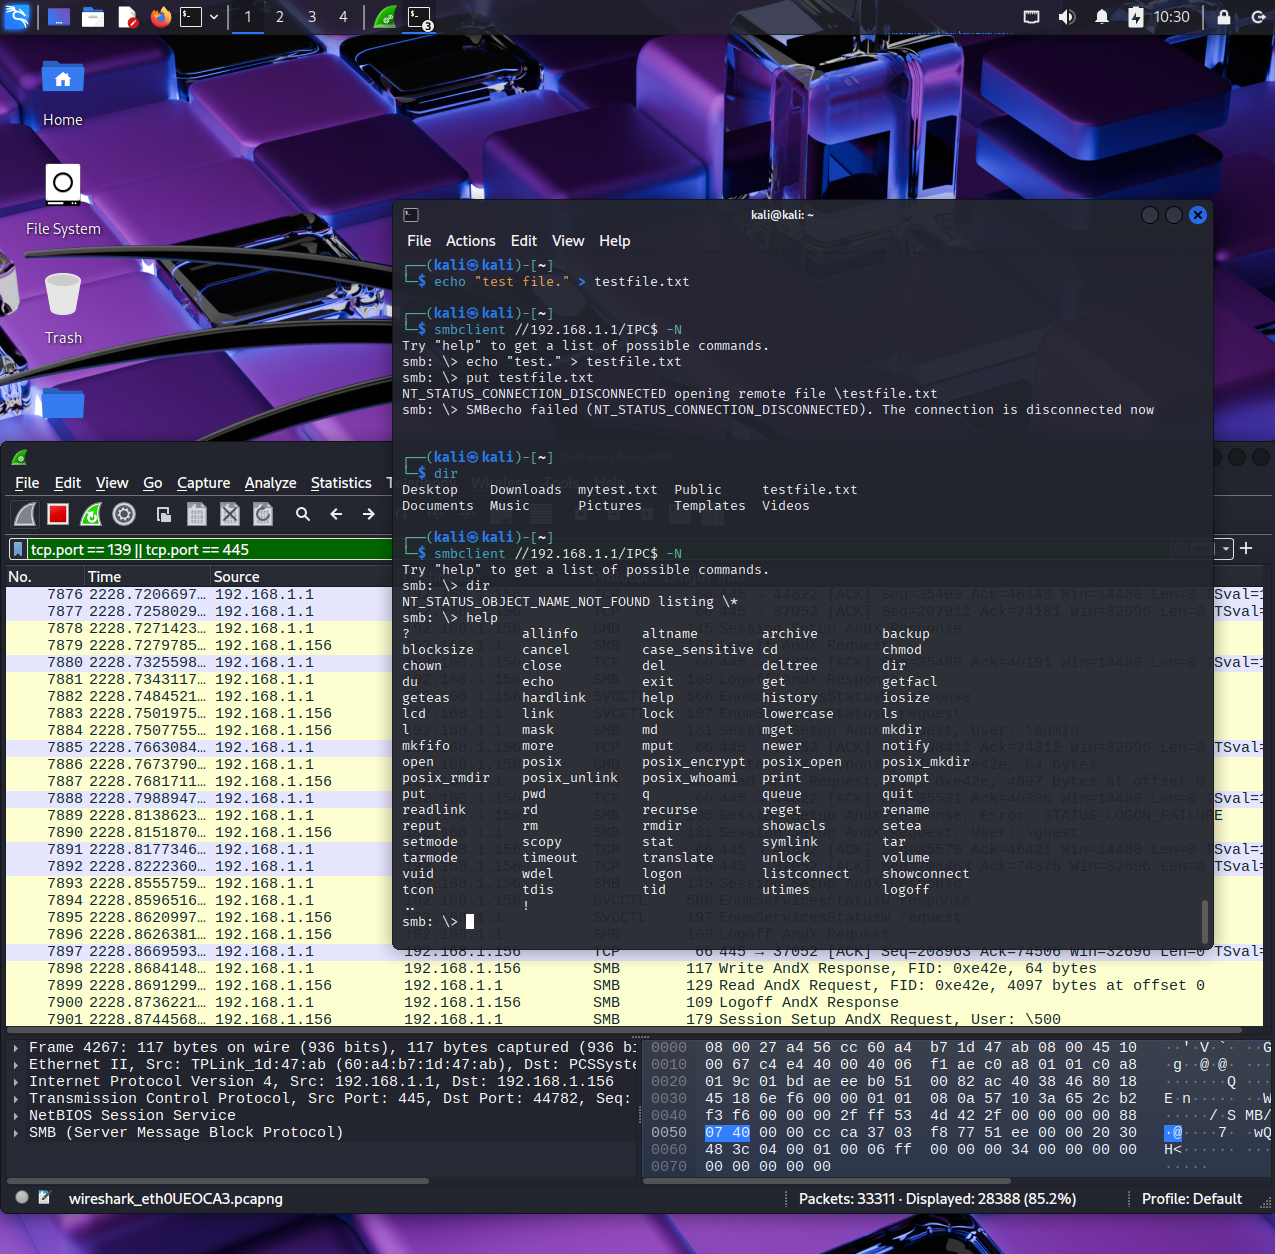 1 2 3 4
3
10:30
Home
File System
Trash
kali@kali: ~
File Actions Edit View Help
┌──(kali㉿kali)-[~]
└─$ echo "test file." > testfile.txt
┌──(kali㉿kali)-[~]
└─$ smbclient //192.168.1.1/IPC$ -N
Try "help" to get a list of possible commands.
smb: \> echo "test." > testfile.txt
smb: \> put testfile.txt
NT_STATUS_CONNECTION_DISCONNECTED opening remote file \testfile.txt
smb: \> SMBecho failed (NT_STATUS_CONNECTION_DISCONNECTED). The connection is disconnected now
┌──(kali㉿kali)-[~]
└─$ dir
Desktop Downloads mytest.txt Public testfile.txt
Documents Music Pictures Templates Videos
┌──(kali㉿kali)-[~]
└─$ smbclient //192.168.1.1/IPC$ -N
Try "help" to get a list of possible commands.
smb: \> dir
NT_STATUS_OBJECT_NAME_NOT_FOUND listing \*
smb: \> help
? allinfo altname archive backup
blocksize cancel case_sensitive cd chmod
chown close del deltree dir
du echo exit get getfacl
geteas hardlink help history iosize
lcd link lock lowercase ls
l mask md mget mkdir
mkfifo more mput newer notify
open posix posix_encrypt posix_open posix_mkdir
posix_rmdir posix_unlink posix_whoami print prompt
put pwd q queue quit
readlink rd recurse reget rename
reput rm rmdir showacls setea
setmode scopy stat symlink tar
tarmode timeout translate unlock volume
vuid wdel logon listconnect showconnect
tcon tdis tid utimes logoff
.. !
smb: \>
File Edit View Go Capture Analyze Statistics
tcp.port == 139 || tcp.port == 445
No. Time Source
7876 2228.7206697… 192.168.1.1
7877 2228.7258029… 192.168.1.1
7878 2228.7271423… 192.168.1.1
7879 2228.7279785… 192.168.1.156
7880 2228.7325598… 192.168.1.1
7881 2228.7343117… 192.168.1.1
7882 2228.7484521… 192.168.1.1
7883 2228.7501975… 192.168.1.156
7884 2228.7507755… 192.168.1.156
7885 2228.7663084… 192.168.1.1
7886 2228.7673790… 192.168.1.1
7887 2228.7681711… 192.168.1.156
7888 2228.7988947… 192.168.1.1
7889 2228.8138623… 192.168.1.1
7890 2228.8151870… 192.168.1.156
7891 2228.8177346… 192.168.1.1
7892 2228.8222360… 192.168.1.1
7893 2228.8555759… 192.168.1.1
7894 2228.8596516… 192.168.1.1
7895 2228.8620997… 192.168.1.156
7896 2228.8626381… 192.168.1.156
7897 2228.8669593… 192.168.1.1 192.168.1.156 TCP 66 445 → 37052 [ACK] Seq=208963 Ack=74506 Win=32696 Len=0 TSval=1
7898 2228.8684148… 192.168.1.1 192.168.1.156 SMB 117 Write AndX Response, FID: 0xe42e, 64 bytes
7899 2228.8691299… 192.168.1.156 192.168.1.1 SMB 129 Read AndX Request, FID: 0xe42e, 4097 bytes at offset 0
7900 2228.8736221… 192.168.1.1 192.168.1.156 SMB 109 Logoff AndX Response
7901 2228.8744568… 192.168.1.156 192.168.1.1 SMB 179 Session Setup AndX Request, User: \500
Frame 4267: 117 bytes on wire (936 bits), 117 bytes captured (936 bi
Ethernet II, Src: TPLink_1d:47:ab (60:a4:b7:1d:47:ab), Dst: PCSSyste
Internet Protocol Version 4, Src: 192.168.1.1, Dst: 192.168.1.156
Transmission Control Protocol, Src Port: 445, Dst Port: 44782, Seq:
NetBIOS Session Service
SMB (Server Message Block Protocol)
0000 08 00 27 a4 56 cc 60 a4 b7 1d 47 ab 08 00 45 10 ··'·V·`· ··G
0010 00 67 c4 e4 40 00 40 06 f1 ae c0 a8 01 01 c0 a8 ·g··@·@· ···
0020 01 9c 01 bd ae ee b0 51 00 82 ac 40 38 46 80 18 ·······Q ···
0030 45 18 6e f6 00 00 01 01 08 0a 57 10 3a 65 2c b2 E·n····· ··W
0040 f3 f6 00 00 00 2f ff 53 4d 42 2f 00 00 00 00 88 ·····/·S MB/
0050 07 40 00 00 cc ca 37 03 f8 77 51 ee 00 00 20 30 ·@····7· ·wQ
0060 48 3c 04 00 01 00 06 ff 00 00 00 34 00 00 00 00 H<······ ···
0070 00 00 00 00 00 ·····
wireshark_eth0UEOCA3.pcapng
Packets: 33311 · Displayed: 28388 (85.2%)
Profile: Default